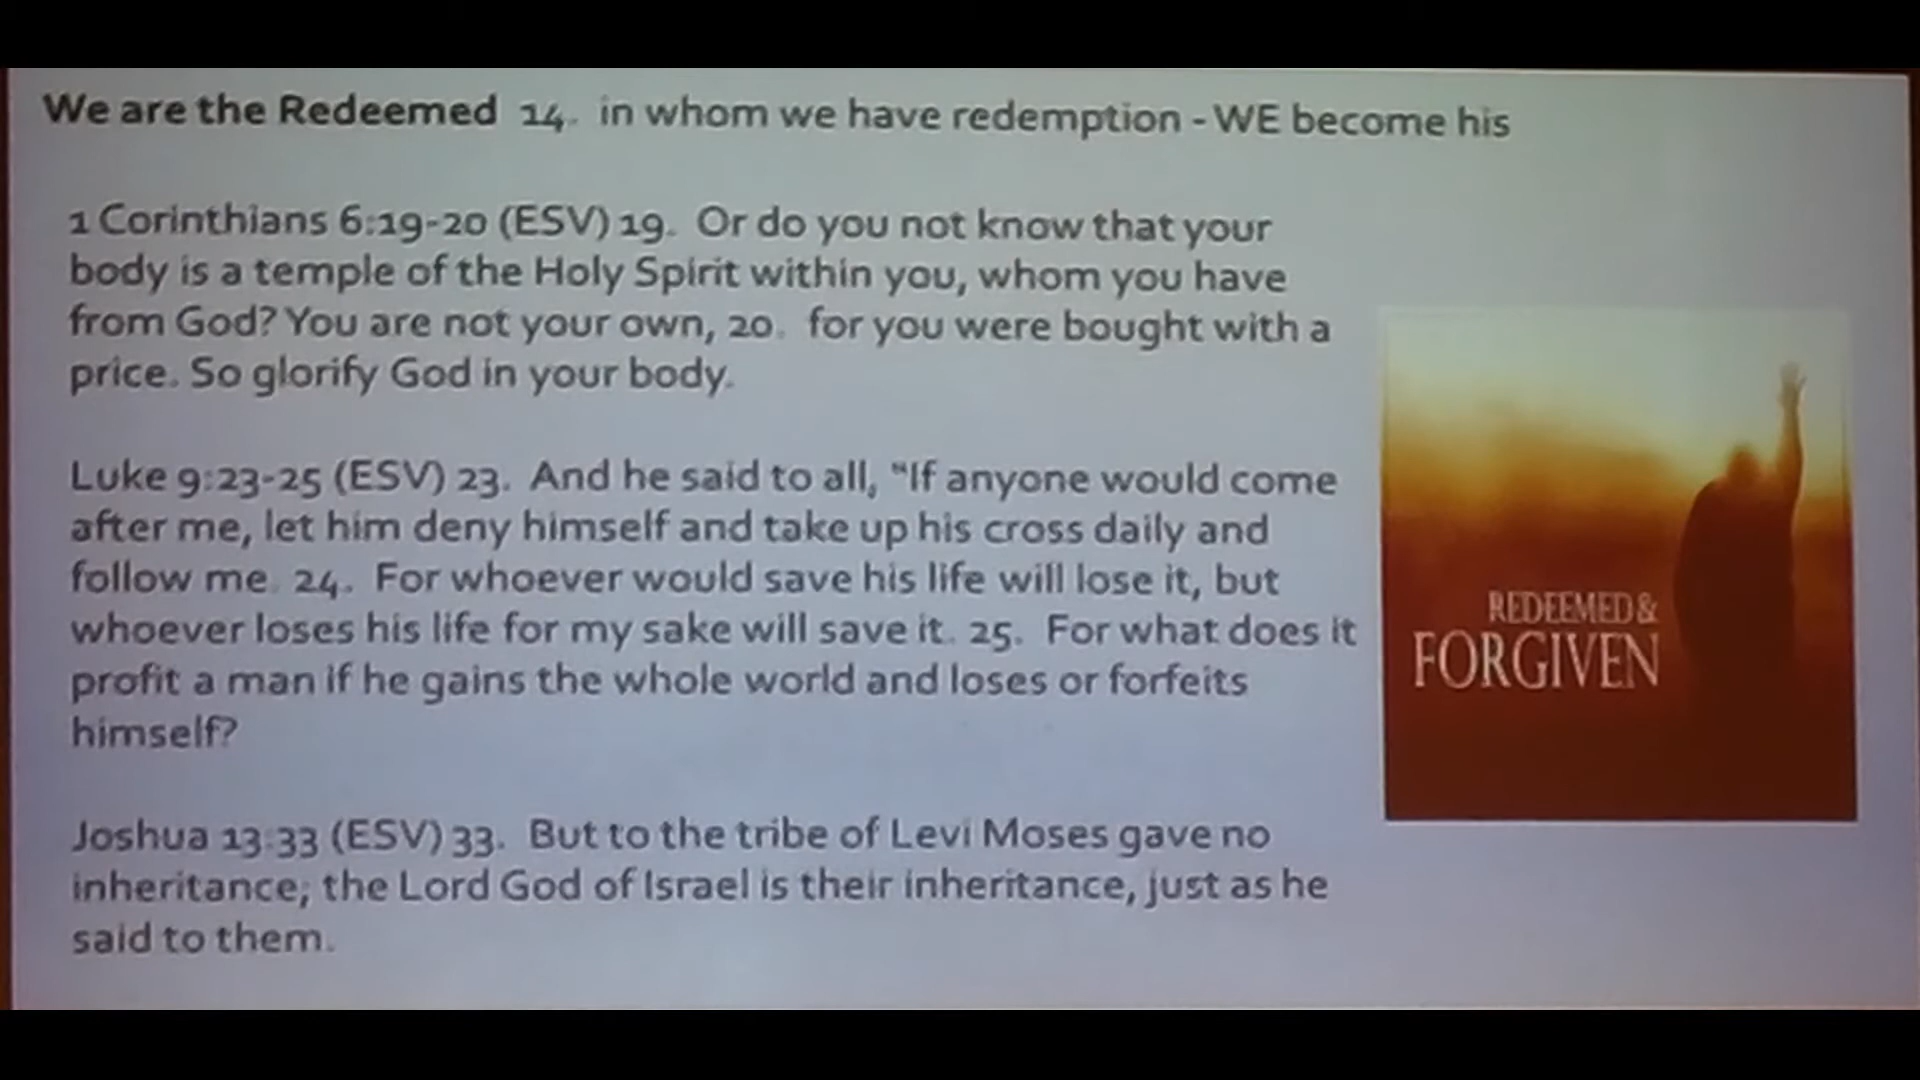 We are the Redeemed 14. in whom we have redemption - WE become his
1 Corinthians 6:19-20 (ESV) 19. Or do you not know that your
body is a temple of the Holy Spirit within you, whom you have
from God? You are not your own, 20. for you were bought with a
price. So glorify God in your body.
Luke 9:23-25 (ESV) 23. And he said to all, "If anyone would come
after me, let him deny himself and take up his cross daily and
follow me. 24. For whoever would save his life will lose it, but
whoever loses his life for my sake will save it. 25. For what does it
profit a man if he gains the whole world and loses or forfeits
himself?
Joshua 13:33 (ESV) 33. But to the tribe of Levi Moses gave no
inheritance; the Lord God of Israel is their inheritance, just as he
said to them.
REDEEMED &
FORGIVEN